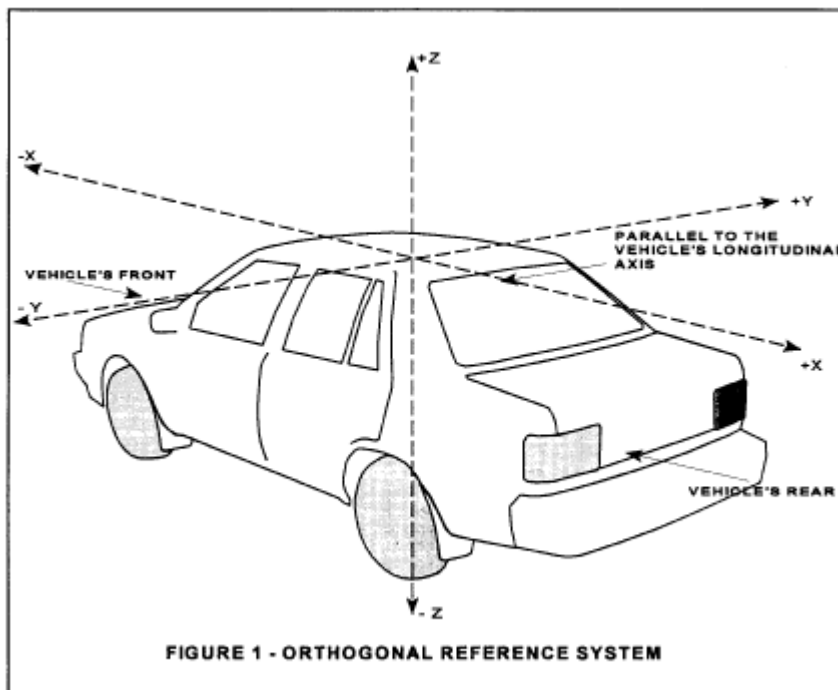 +Z
-X
+Y
PARALLEL TO THE
VEHICLE'S LONGITUDINAL
AXIS
VEHICLE'S FRONT
- Y
+X
VEHICLE'S REAR
- Z
FIGURE 1 - ORTHOGONAL REFERENCE SYSTEM